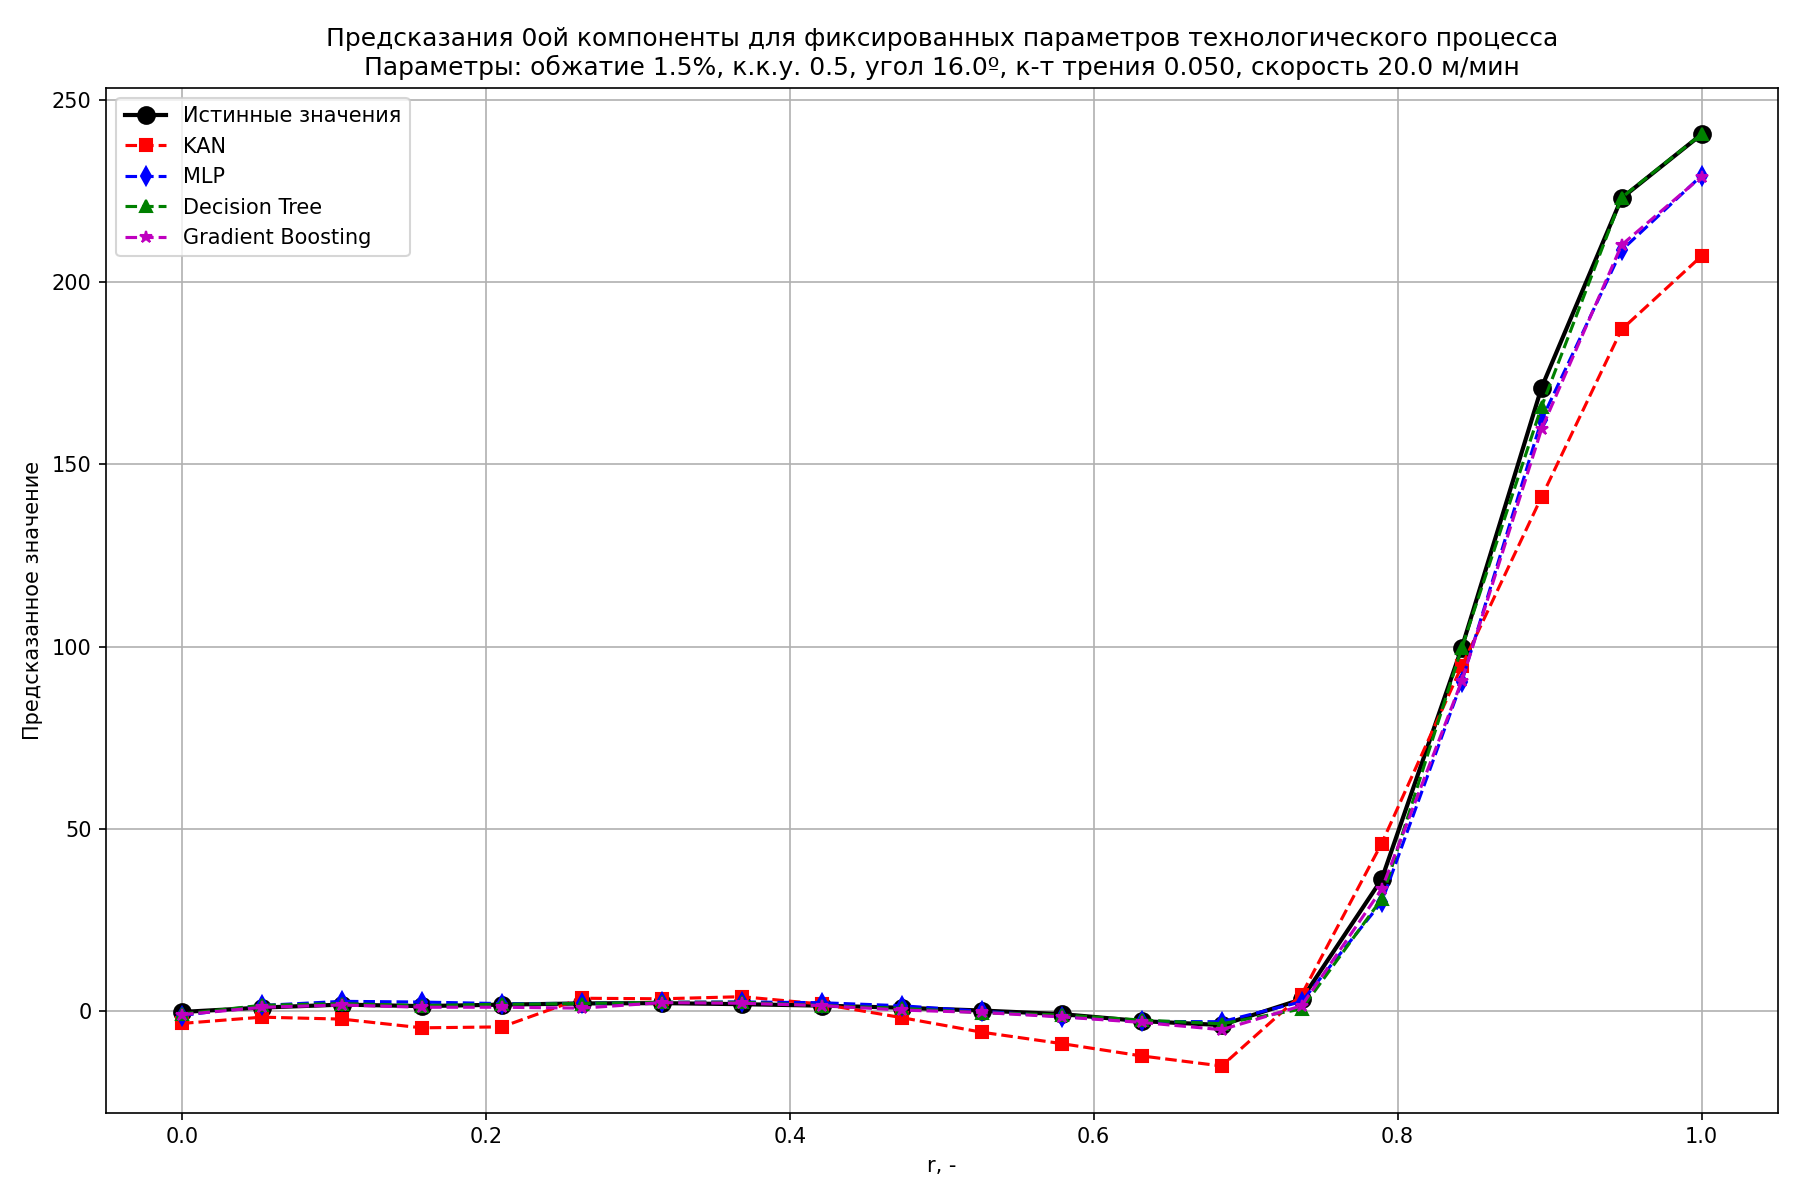 Предсказания 0ой компоненты для фиксированных параметров технологического процесса
Параметры: обжатие 1.5%, к.к.у. 0.5, угол 16.0º, к-т трения 0.050, скорость 20.0 м/мин
Истинные значения
KAN
MLP
Decision Tree
Gradient Boosting
Предсказанное значение
250
200
150
100
50
0
0.0
0.2
0.4
0.6
0.8
1.0
r, -